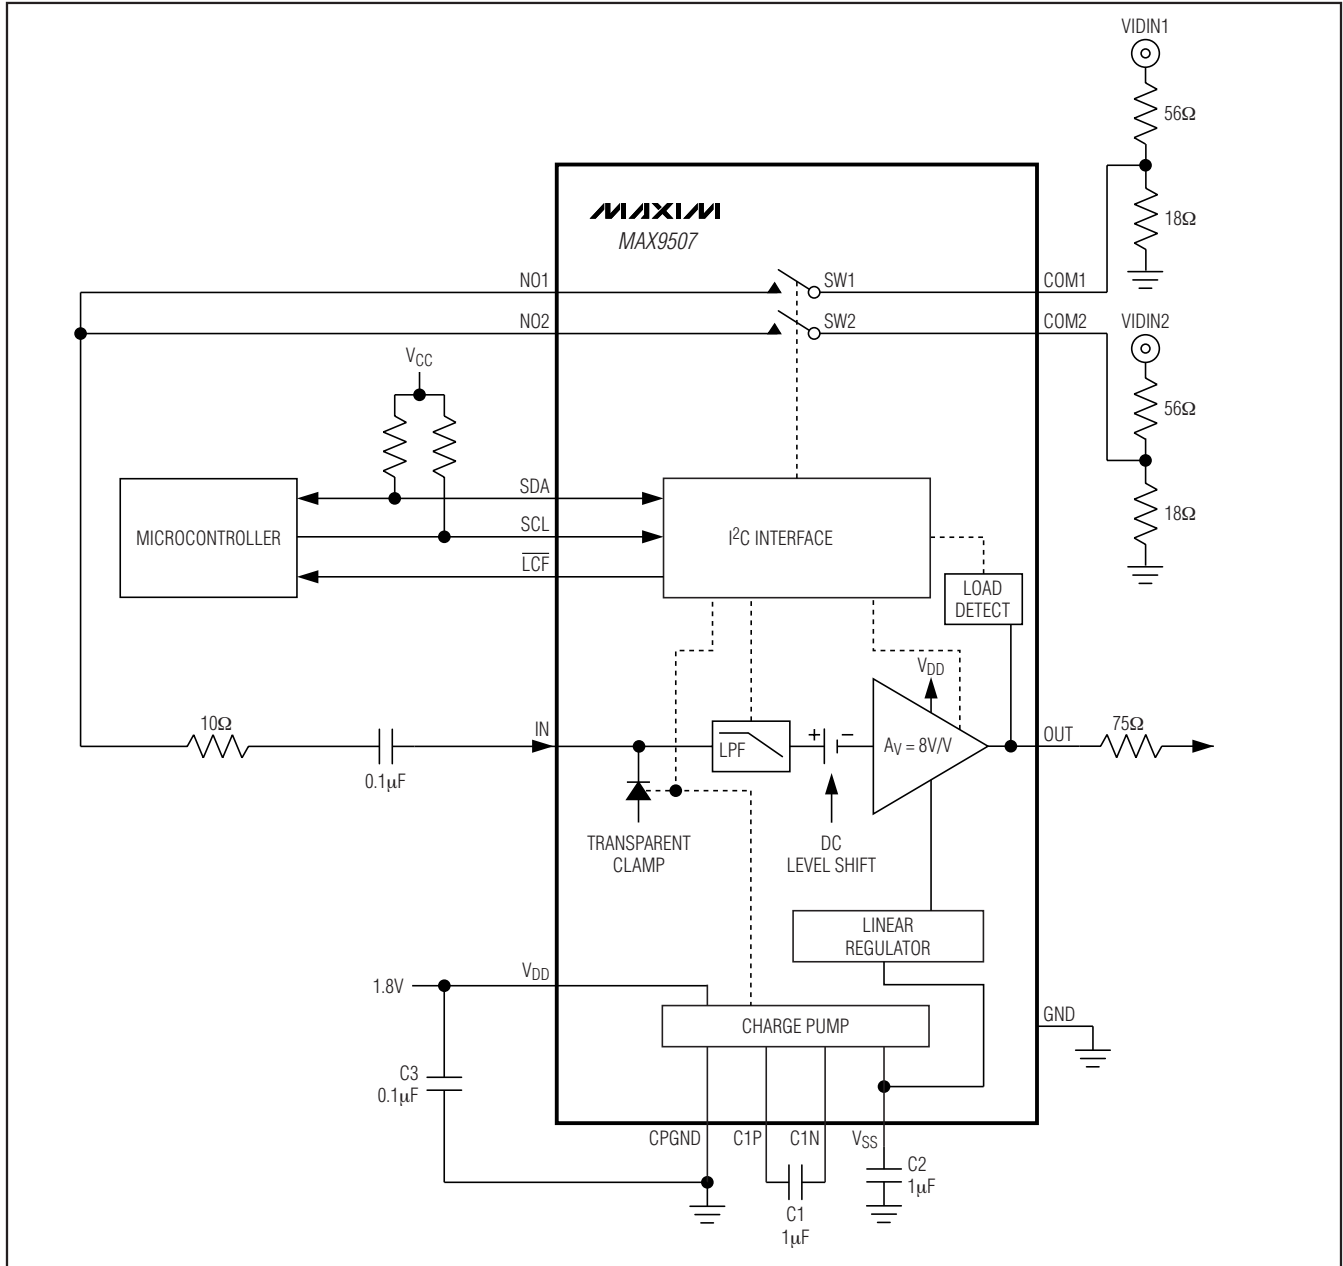 VIDIN1
56Ω
18Ω
MAXIM
MAX9507
NO1
SW1
COM1
NO2
SW2
COM2
VIDIN2
56Ω
18Ω
VCC
SDA
SCL
LCF
MICROCONTROLLER
I²C INTERFACE
LOAD
DETECT
VDD
10Ω
0.1µF
IN
LPF
+ −
AV = 8V/V
OUT
75Ω
TRANSPARENT
CLAMP
DC
LEVEL SHIFT
LINEAR
REGULATOR
1.8V
VDD
CHARGE PUMP
GND
C3
0.1µF
CPGND
C1P
C1N
VSS
C2
1µF
C1
1µF